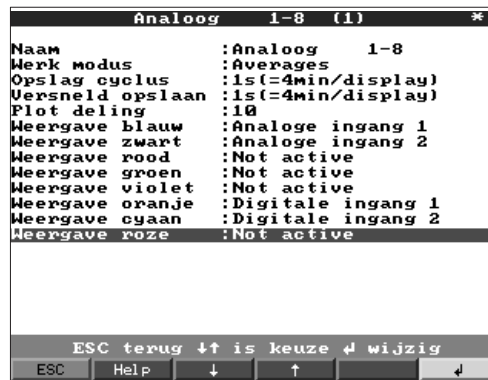 Analoog 1-8 (1) *
Naam :Analoog 1-8
Werk modus :Averages
Opslag cyclus :1s(=4min/display)
Versneld opslaan :1s(=4min/display)
Plot deling :10
Weergave blauw :Analoge ingang 1
Weergave zwart :Analoge ingang 2
Weergave rood :Not active
Weergave groen :Not active
Weergave violet :Not active
Weergave oranje :Digitale ingang 1
Weergave cyaan :Digitale ingang 2
Weergave roze :Not active
ESC terug ↓↑ is keuze ↲ wijzig
ESC Help ↓ ↑ ↲